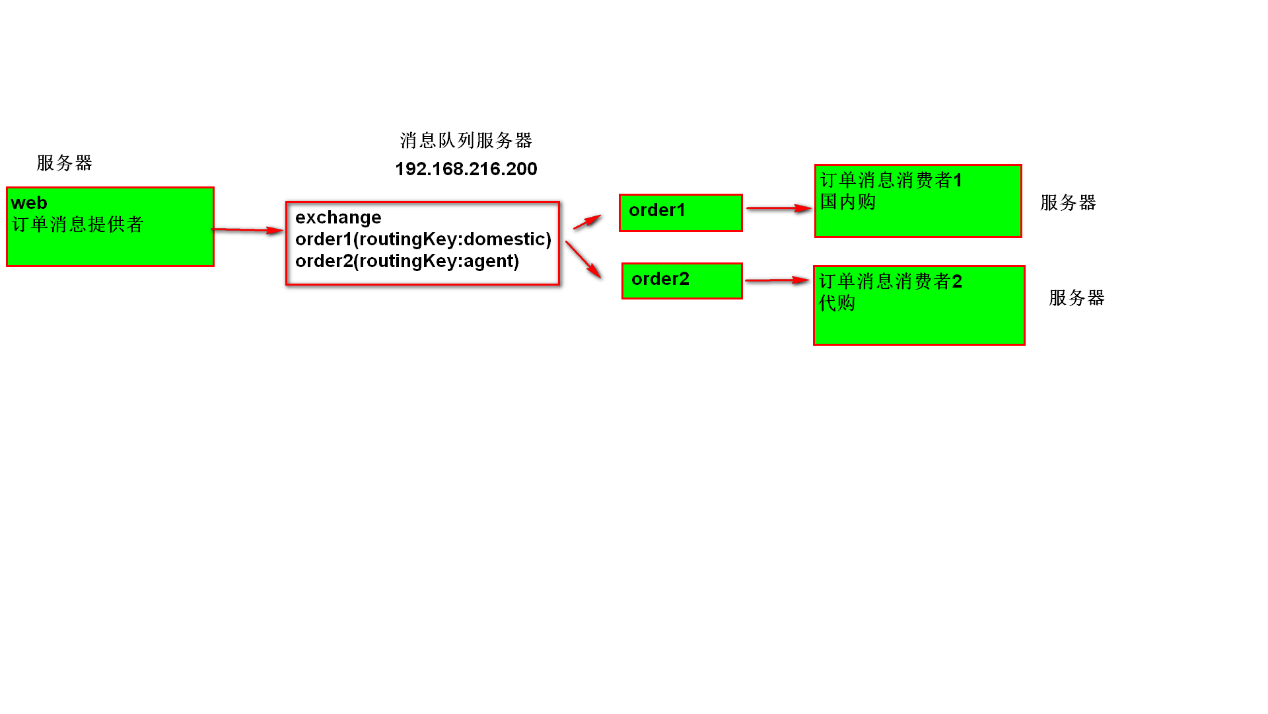 服务器
web
订单消息提供者
消息队列服务器
192.168.216.200
exchange
order1(routingKey:domestic)
order2(routingKey:agent)
order1
order2
订单消息消费者1
国内购
服务器
订单消息消费者2
代购
服务器